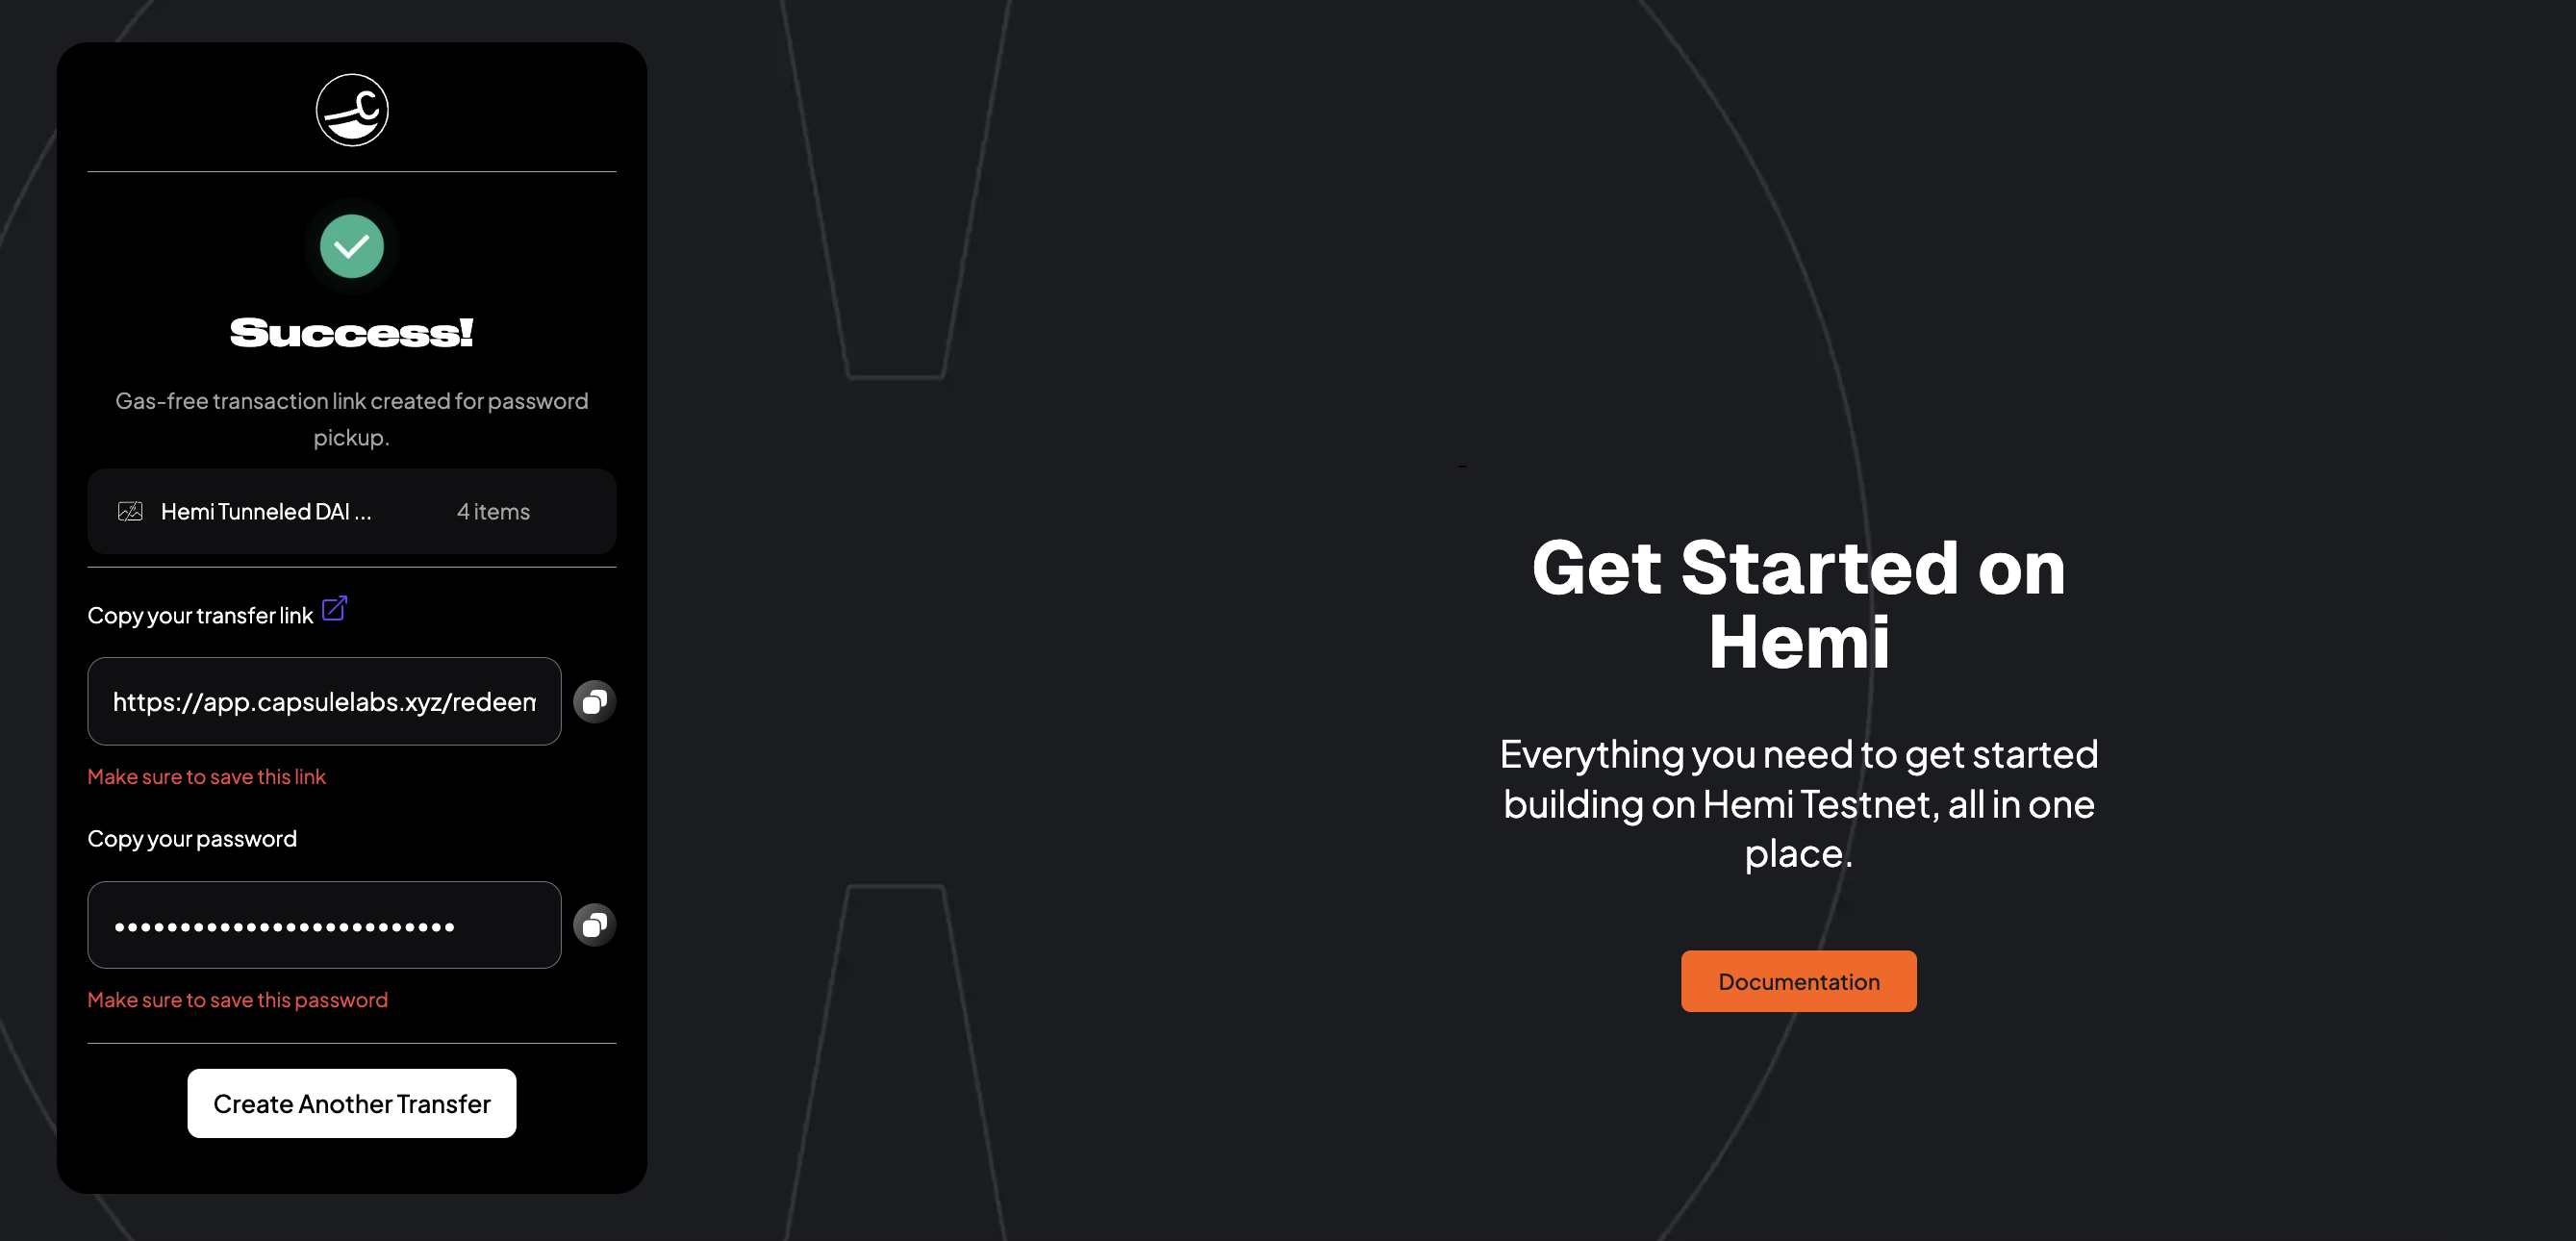 Success!
Gas-free transaction link created for password
pickup.
Hemi Tunneled DAI ...
4 items
Copy your transfer link
https://app.capsulelabs.xyz/redeem
Make sure to save this link
Copy your password
••••••••••••••••••••••••••
Make sure to save this password
Create Another Transfer
-
Get Started on
Hemi
Everything you need to get started
building on Hemi Testnet, all in one
place.
Documentation